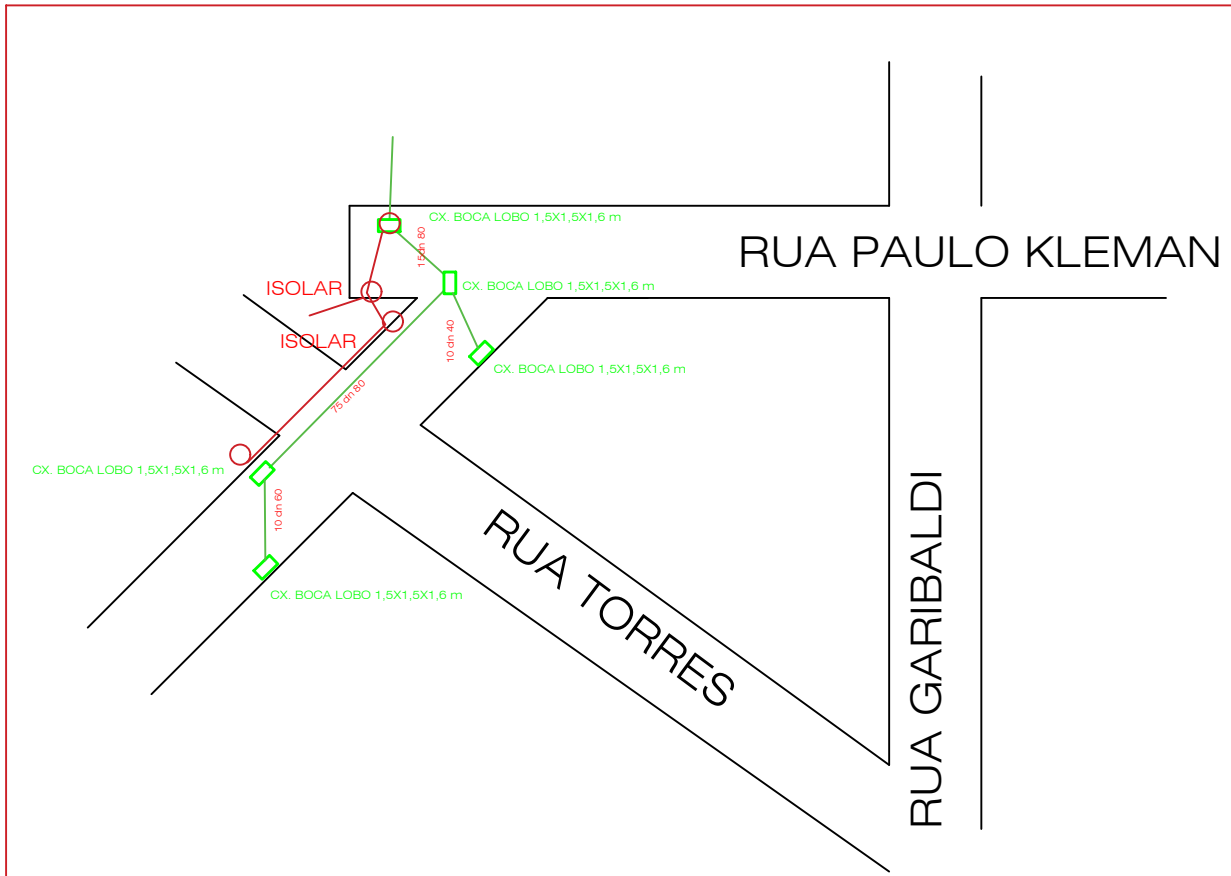 CX. BOCA LOBO 1,5X1,5X1,6 m
15dn 80
RUA PAULO KLEMAN
ISOLAR
CX. BOCA LOBO 1,5X1,5X1,6 m
ISOLAR
10 dn 40
CX. BOCA LOBO 1,5X1,5X1,6 m
75 dn 80
CX. BOCA LOBO 1,5X1,5X1,6 m
10 dn 60
CX. BOCA LOBO 1,5X1,5X1,6 m
RUA TORRES
RUA GARIBALDI